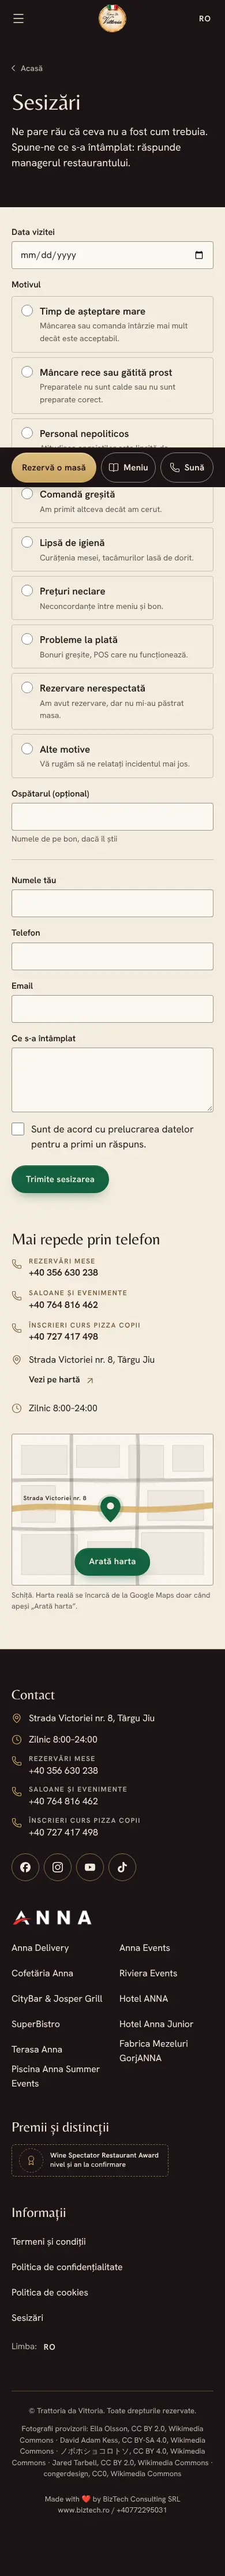 RO
Acasă
Sesizări
Ne pare rău că ceva nu a fost cum trebuia.
Spune-ne ce s-a întâmplat: răspunde
managerul restaurantului.
Data vizitei
mm/dd/yyyy
Motivul
Timp de așteptare mare
Mâncarea sau comanda întârzie mai mult
decât este acceptabil.
Mâncare rece sau gătită prost
Preparatele nu sunt calde sau nu sunt
preparate corect.
Personal nepoliticos
Rezervă o masă
Meniu
Sună
Comandă greșită
Am primit altceva decât am cerut.
Lipsă de igienă
Curățenia mesei, tacâmurilor lasă de dorit.
Prețuri neclare
Neconcordanțe între meniu și bon.
Probleme la plată
Bonuri greșite, POS care nu funcționează.
Rezervare nerespectată
Am avut rezervare, dar nu mi-au păstrat
masa.
Alte motive
Vă rugăm să ne relatați incidentul mai jos.
Ospătarul (opțional)
Numele de pe bon, dacă îl știi
Numele tău
Telefon
Email
Ce s-a întâmplat
Sunt de acord cu prelucrarea datelor
pentru a primi un răspuns.
Trimite sesizarea
Mai repede prin telefon
REZERVĂRI MESE
+40 356 630 238
SALOANE ȘI EVENIMENTE
+40 764 816 462
ÎNSCRIERI CURS PIZZA COPII
+40 727 417 498
Strada Victoriei nr. 8, Târgu Jiu
Vezi pe hartă
Zilnic 8:00–24:00
Strada Victoriei nr. 8
Arată harta
Schiță. Harta reală se încarcă de la Google Maps doar când
apeși „Arată harta”.
Contact
Strada Victoriei nr. 8, Târgu Jiu
Zilnic 8:00–24:00
REZERVĂRI MESE
+40 356 630 238
SALOANE ȘI EVENIMENTE
+40 764 816 462
ÎNSCRIERI CURS PIZZA COPII
+40 727 417 498
ANNA
Anna Delivery
Anna Events
Cofetăria Anna
Riviera Events
CityBar & Josper Grill
Hotel ANNA
SuperBistro
Hotel Anna Junior
Terasa Anna
Fabrica Mezeluri
GorjANNA
Piscina Anna Summer
Events
Premii și distincții
Wine Spectator Restaurant Award
nivel și an la confirmare
Informații
Termeni și condiții
Politica de confidențialitate
Politica de cookies
Sesizări
Limba: RO
© Trattoria da Vittoria. Toate drepturile rezervate.
Fotografii provizorii: Ella Olsson, CC BY 2.0, Wikimedia
Commons · David Adam Kess, CC BY-SA 4.0, Wikimedia
Commons · ノボホショコロトソ, CC BY 4.0, Wikimedia
Commons · Jared Tarbell, CC BY 2.0, Wikimedia Commons ·
congerdesign, CC0, Wikimedia Commons
Made with ❤️ by BizTech Consulting SRL
www.biztech.ro / +40772295031